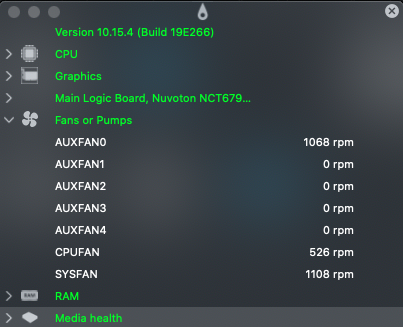 Version 10.15.4 (Build 19E266)
CPU
Graphics
Main Logic Board, Nuvoton NCT679...
Fans or Pumps
AUXFAN0 1068 rpm
AUXFAN1 0 rpm
AUXFAN2 0 rpm
AUXFAN3 0 rpm
AUXFAN4 0 rpm
CPUFAN 526 rpm
SYSFAN 1108 rpm
RAM RAM
Media health